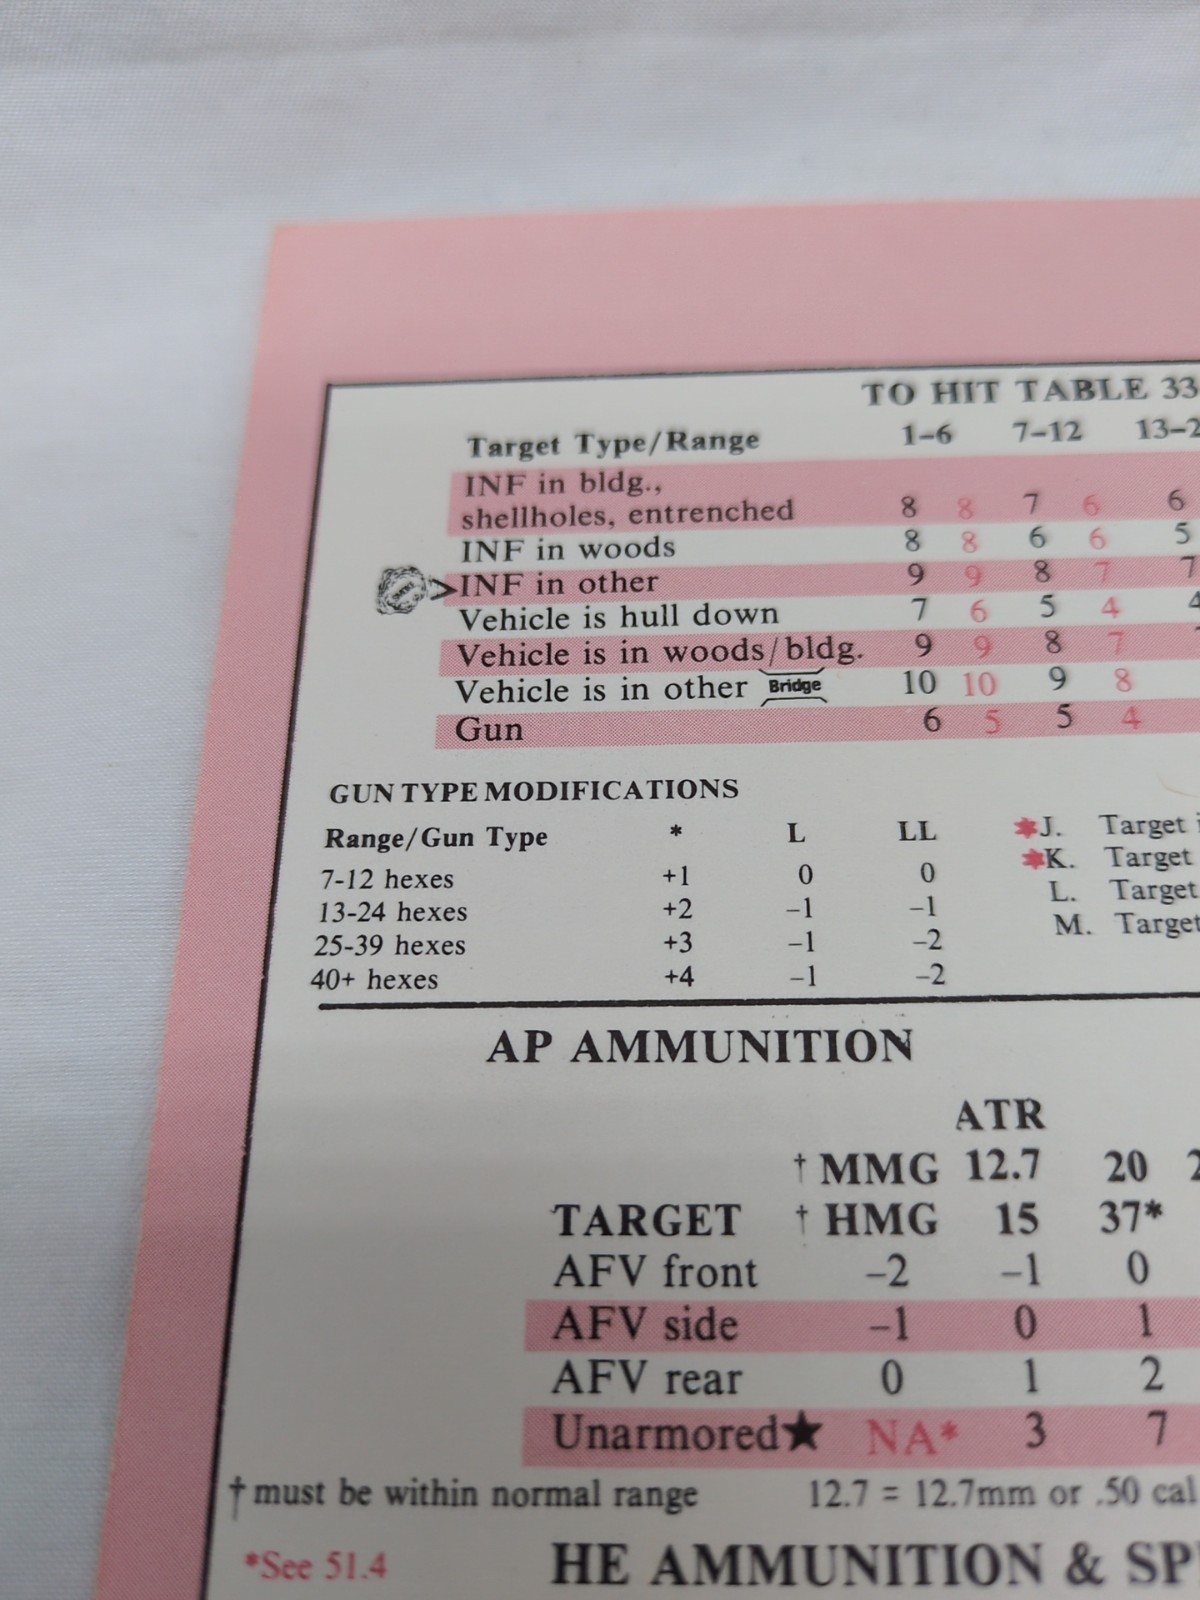 TO HIT TABLE 33
Target Type/Range 1–6 7–12 13–2
INF in bldg.,
shellholes, entrenched 8 8 7 6 6
INF in woods 8 8 6 6 5
>INF in other 9 9 8 7 7
Vehicle is hull down 7 6 5 4 4
Vehicle is in woods/bldg. 9 9 8 7
Vehicle is in other Bridge 10 10 9 8
Gun 6 5 5 4
GUN TYPE MODIFICATIONS
Range/Gun Type * L LL
7-12 hexes +1 0 0
13-24 hexes +2 –1 –1
25-39 hexes +3 –1 –2
40+ hexes +4 –1 –2
*J. Target
*K. Target
L. Target
M. Target
AP AMMUNITION
ATR
† MMG 12.7 20 2
TARGET † HMG 15 37*
AFV front –2 –1 0
AFV side –1 0 1
AFV rear 0 1 2
Unarmored★ NA* 3 7
† must be within normal range 12.7 = 12.7mm or .50 cal
*See 51.4
HE AMMUNITION & SP